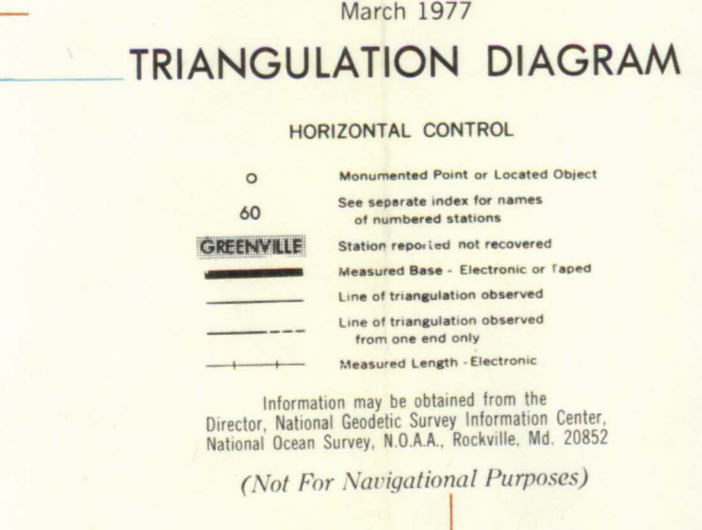 March 1977
TRIANGULATION DIAGRAM
HORIZONTAL CONTROL
Monumented Point or Located Object
60 See separate index for names
of numbered stations
GREENVILLE Station reported not recovered
Measured Base - Electronic or Taped
Line of triangulation observed
Line of triangulation observed
from one end only
Measured Length - Electronic
Information may be obtained from the
Director, National Geodetic Survey Information Center,
National Ocean Survey, N.O.A.A., Rockville, Md. 20852
(Not For Navigational Purposes)